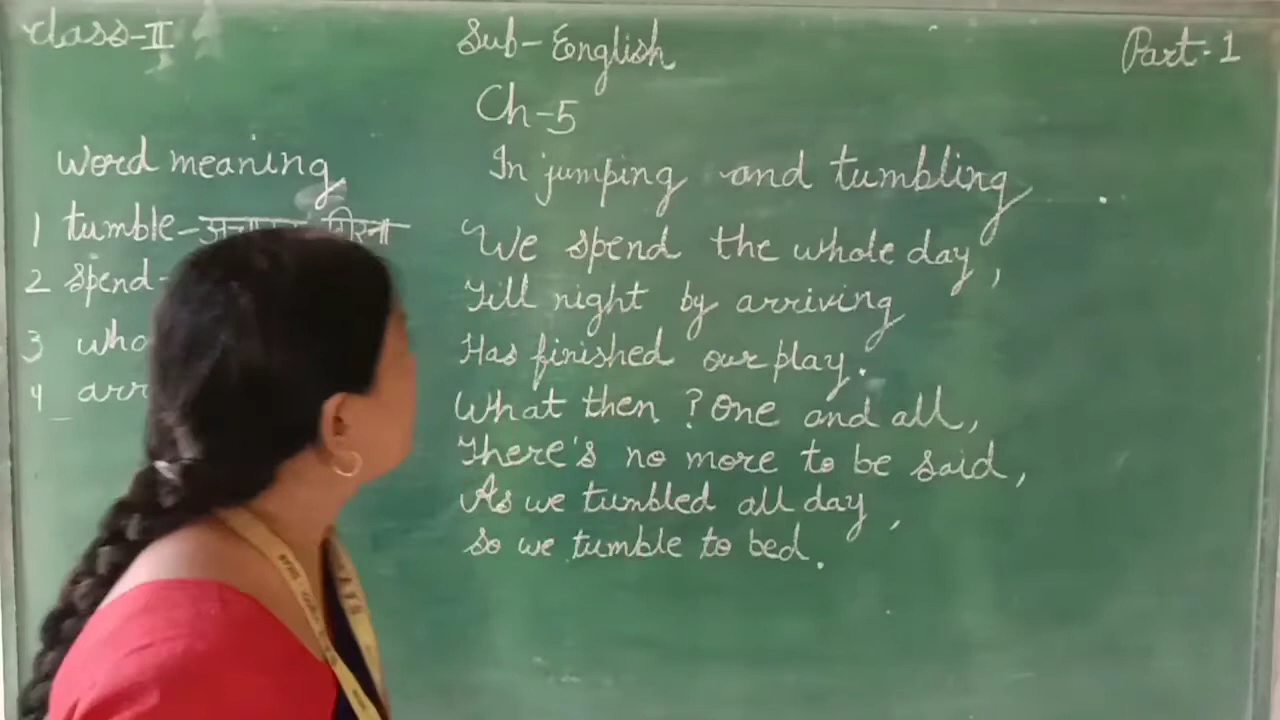 Class-II
Sub-English
Part-1
Ch-5
word meaning
1 tumble- गिरना
2 spend-
3
4
In jumping and tumbling
We spend the whole day,
Till night by arriving
Has finished our play.
What then ? One and all,
There's no more to be said,
As we tumbled all day,
So we tumble to bed.